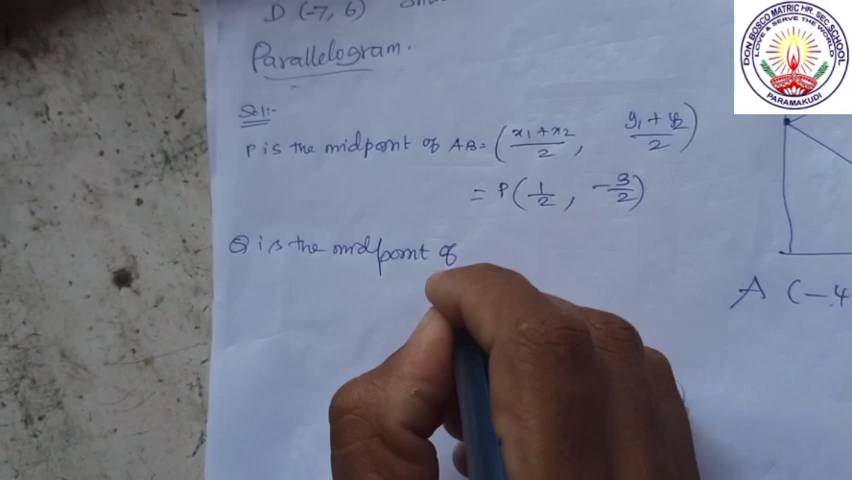 D (-7, 6)
Parallelogram.
Sol:-
P is the midpoint of AB = (x₁ + x₂ / 2, y₁ + y₂ / 2)
= P (1/2, -3/2)
Q is the midpoint of
A (-4
DON BOSCO MATRIC HR. SEC. SCHOOL
LOVE & SERVE THE WORLD
PARAMAKUDI